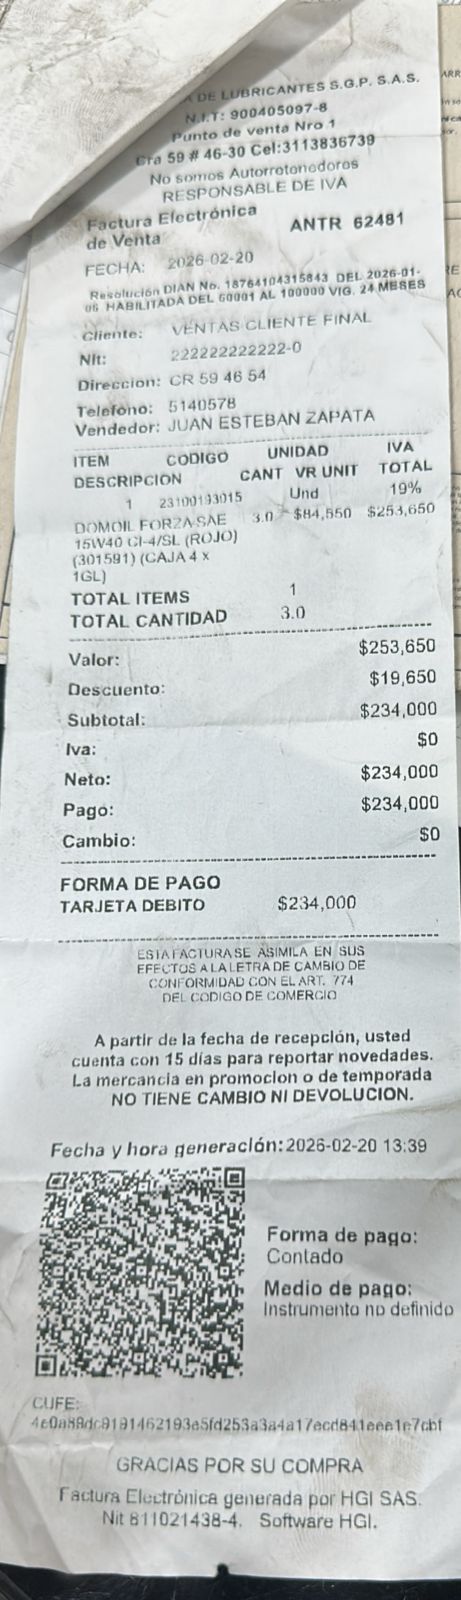 DE LUBRICANTES S.G.P. S.A.S.
N.I.T: 900405097-8
Punto de venta Nro 1
Cra 59 # 46-30 Cel:3113836739
No somos Autorretenedores
RESPONSABLE DE IVA
Factura Electrónica de Venta ANTR 62481
FECHA: 2026-02-20
Resolución DIAN No. 18764104315843 DEL 2026-01-
06 HABILITADA DEL 60001 AL 100000 VIG. 24 MESES
Cliente: VENTAS CLIENTE FINAL
Nit: 222222222222-0
Direccion: CR 59 46 54
Telefono: 5140578
Vendedor: JUAN ESTEBAN ZAPATA
ITEM CODIGO UNIDAD IVA
DESCRIPCION CANT VR UNIT TOTAL
1 23100193015 Und 19%
DOMOIL FORZA SAE 3.0 $84,550 $253,650
15W40 CI-4/SL (ROJO)
(301591) (CAJA 4 x
1GL)
TOTAL ITEMS 1
TOTAL CANTIDAD 3.0
Valor: $253,650
Descuento: $19,650
Subtotal: $234,000
Iva: $0
Neto: $234,000
Pago: $234,000
Cambio: $0
FORMA DE PAGO
TARJETA DEBITO $234,000
ESTA FACTURA SE ASIMILA EN SUS
EFECTOS A LA LETRA DE CAMBIO DE
CONFORMIDAD CON EL ART. 774
DEL CODIGO DE COMERCIO
A partir de la fecha de recepción, usted
cuenta con 15 días para reportar novedades.
La mercancia en promocion o de temporada
NO TIENE CAMBIO NI DEVOLUCION.
Fecha y hora generación: 2026-02-20 13:39
Forma de pago:
Contado
Medio de pago:
Instrumento no definido
CUFE:
GRACIAS POR SU COMPRA
Factura Electrónica generada por HGI SAS.
Nit 811021438-4. Software HGI.